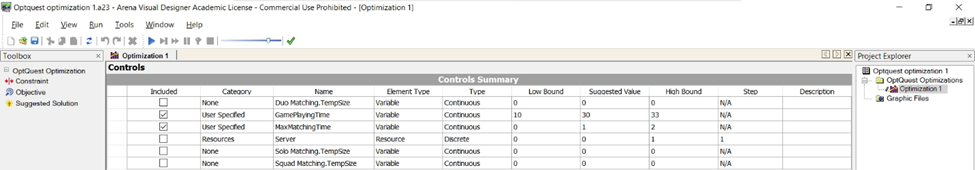 Optquest optimization 1.a23 - Arena Visual Designer Academic License - Commercial Use Prohibited - [Optimization 1]
File Edit View Run Tools Window Help
Toolbox
Optimization 1
Project Explorer
OptQuest Optimization
Constraint
Objective
Suggested Solution
Controls
Controls Summary
Included Category Name Element Type Type Low Bound Suggested Value High Bound Step Description
None Duo Matching.TempSize Variable Continuous 0 0 0 N/A
User Specified GamePlayingTime Variable Continuous 10 30 33 N/A
User Specified MaxMatchingTime Variable Continuous 0 1 2 N/A
Resources Server Resource Discrete 0 0 1 1
None Solo Matching.TempSize Variable Continuous 0 0 0 N/A
None Squad Matching.TempSize Variable Continuous 0 0 0 N/A
Optquest optimization 1
OptQuest Optimizations
Optimization 1
Graphic Files